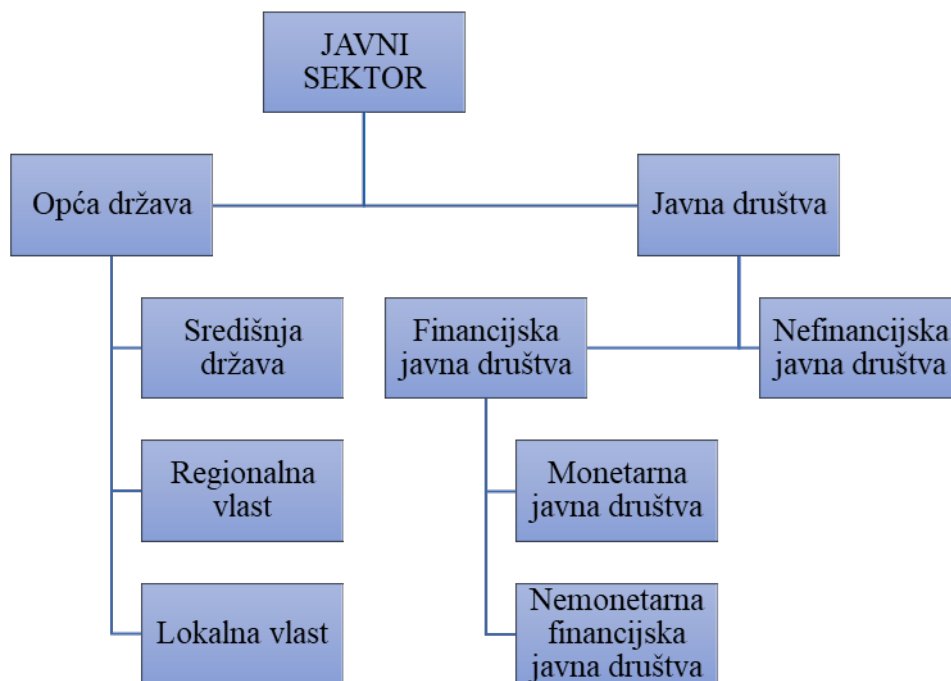 JAVNI
SEKTOR
Opća država
Javna društva
Središnja
država
Financijska
javna društva
Nefinancijska
javna društva
Regionalna
vlast
Monetarna
javna društva
Lokalna vlast
Nemonetarna
financijska
javna društva